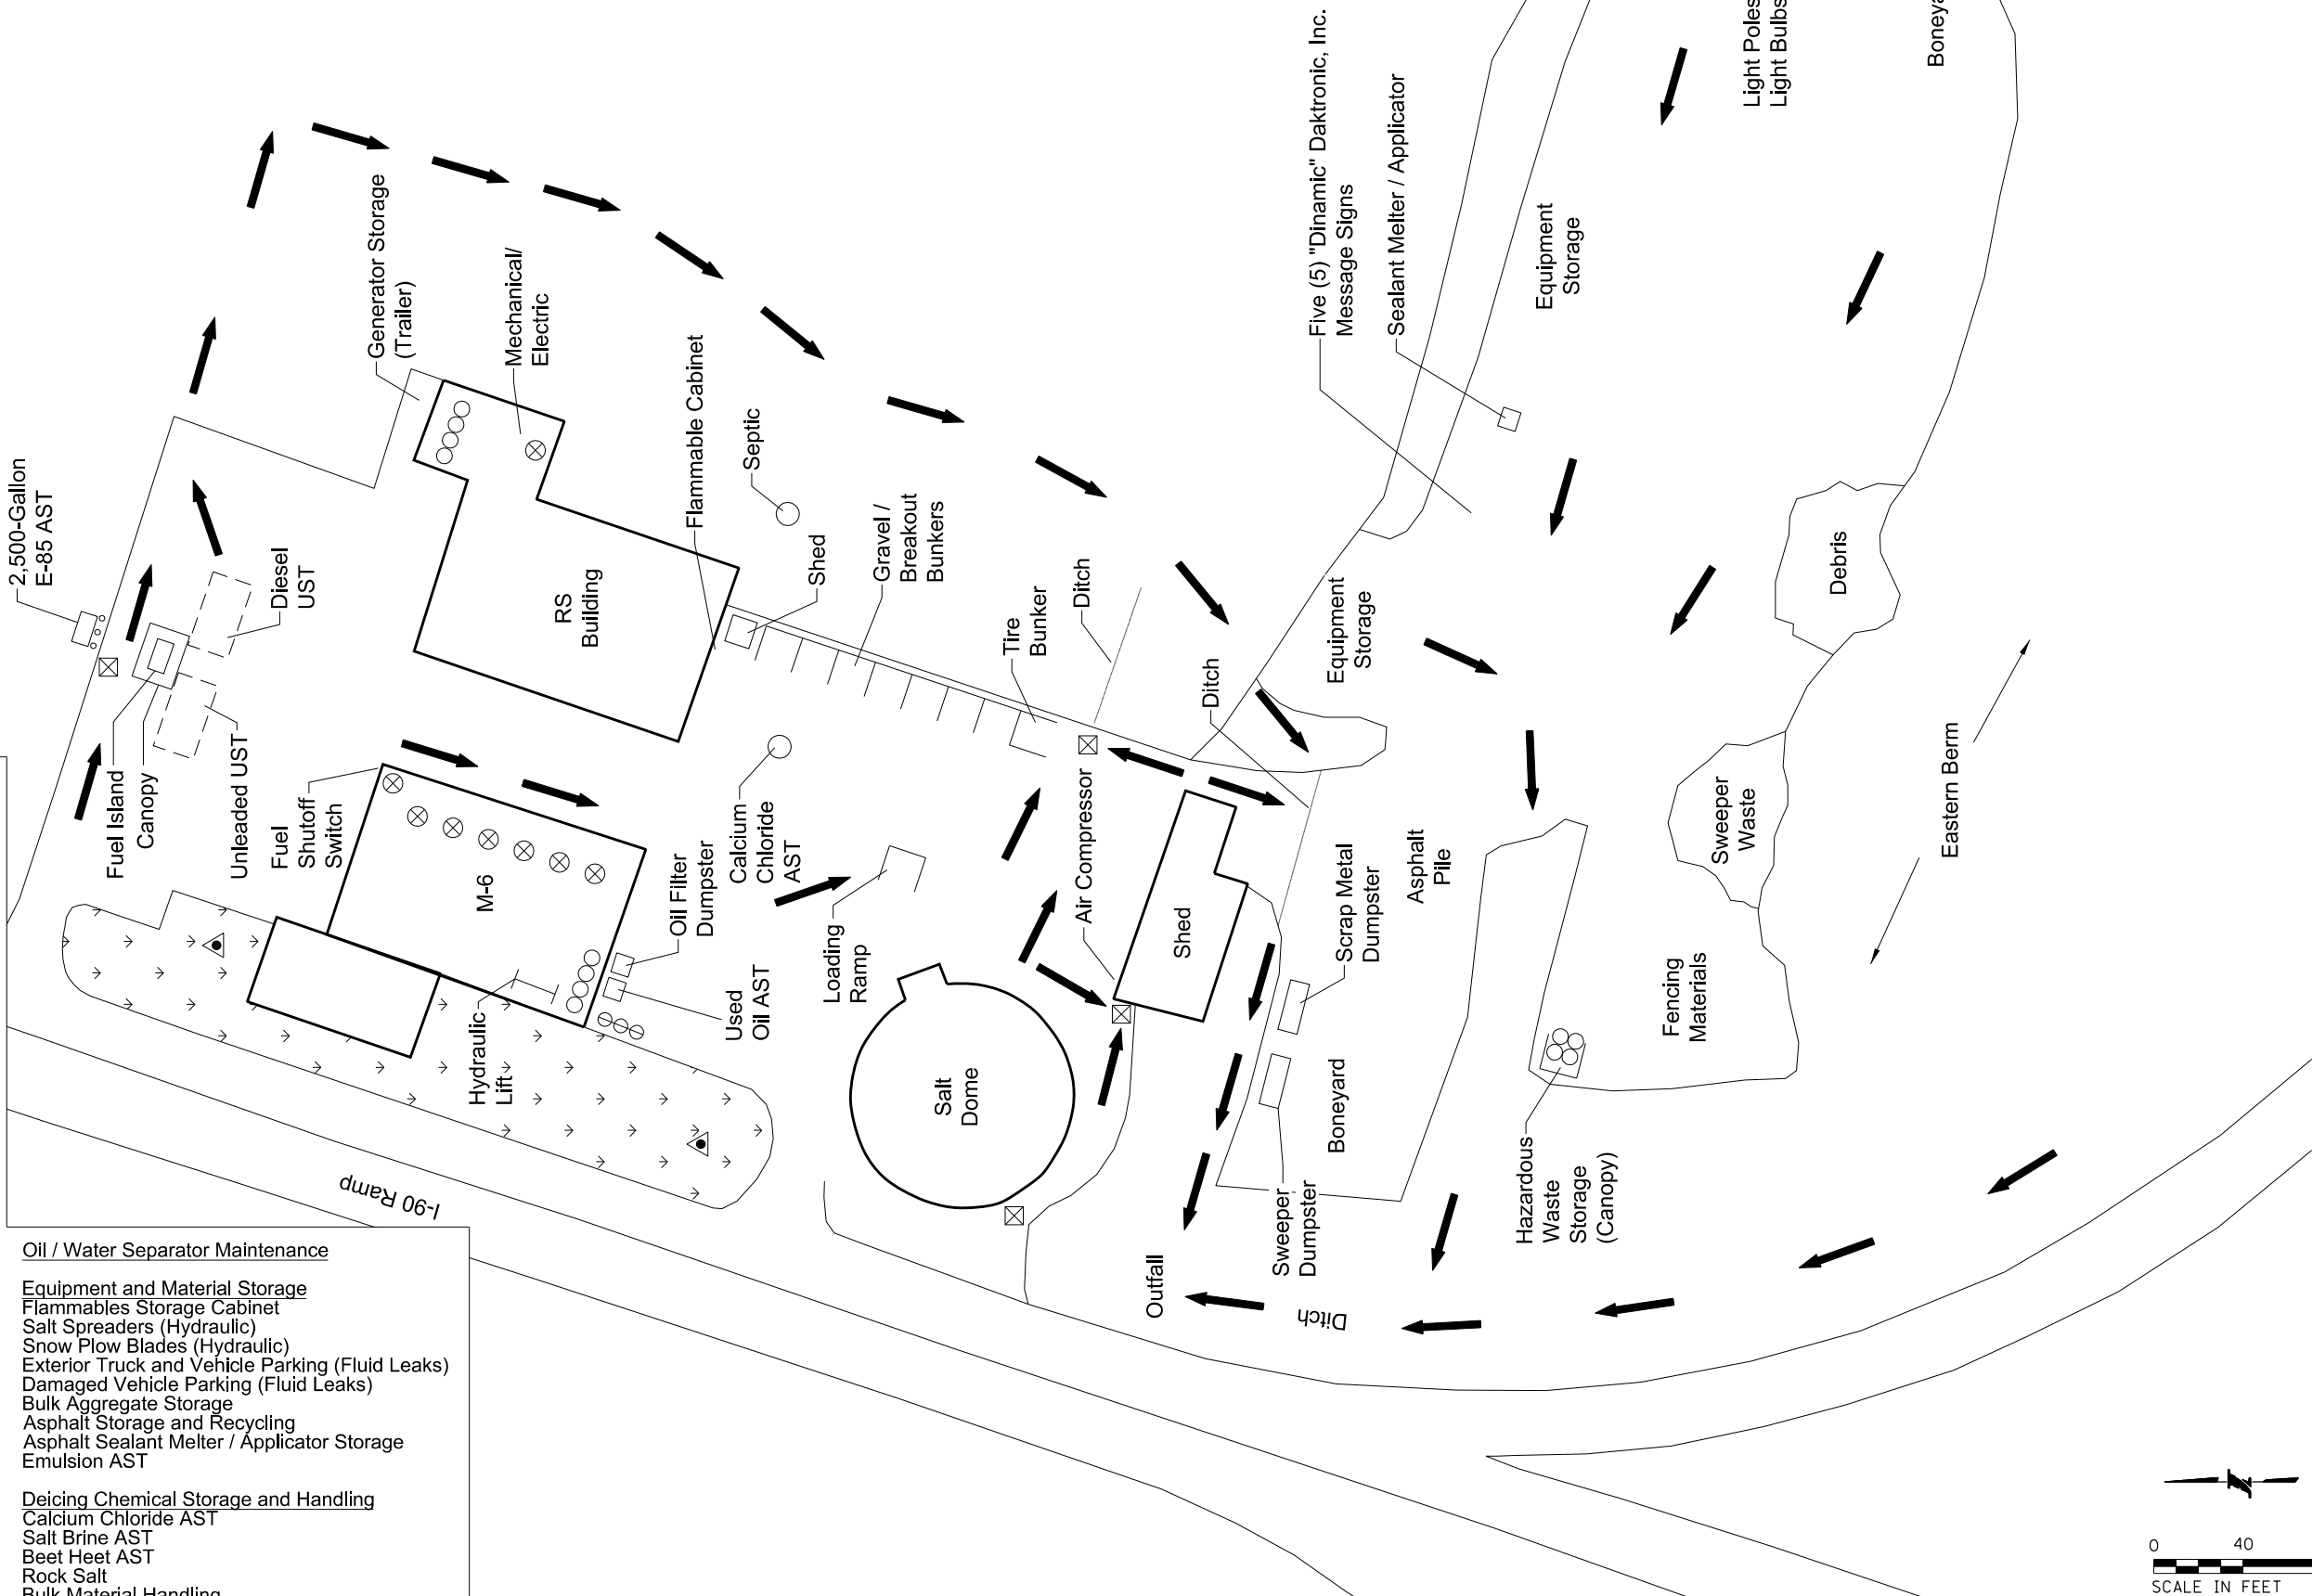 2,500-Gallon
E-85 AST
Generator Storage
(Trailer)
Mechanical/
Electric
Flammable Cabinet
Septic
Five (5) "Dinamic" Daktronic, Inc.
Message Signs
Sealant Melter / Applicator
Light Poles
Light Bulbs
Equipment
Storage
Diesel
UST
RS
Building
Shed
Gravel /
Breakout
Bunkers
Tire
Bunker
Ditch
Ditch
Equipment
Storage
Debris
Fuel Island
Canopy
Unleaded UST
Fuel
Shutoff
Switch
M-6
Oil Filter
Dumpster
Calcium
Chloride
AST
Air Compressor
Shed
Scrap Metal
Dumpster
Asphalt
Pile
Sweeper
Waste
Eastern Berm
Hydraulic
Lift
Used
Oil AST
Loading
Ramp
Salt
Dome
Boneyard
Fencing
Materials
Sweeper
Dumpster
Hazardous
Waste
Storage
(Canopy)
Outfall
Ditch
I-90 Ramp
Oil / Water Separator Maintenance
Equipment and Material Storage
Flammables Storage Cabinet
Salt Spreaders (Hydraulic)
Snow Plow Blades (Hydraulic)
Exterior Truck and Vehicle Parking (Fluid Leaks)
Damaged Vehicle Parking (Fluid Leaks)
Bulk Aggregate Storage
Asphalt Storage and Recycling
Asphalt Sealant Melter / Applicator Storage
Emulsion AST
Deicing Chemical Storage and Handling
Calcium Chloride AST
Salt Brine AST
Beet Heet AST
Rock Salt
Bulk Material Handling
0 40
SCALE IN FEET